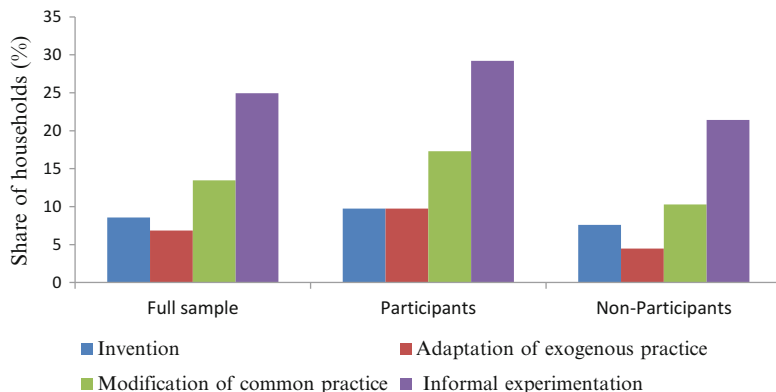 Share of households (%)
35
30
25
20
15
10
5
0
Full sample
Participants
Non-Participants
Invention
Adaptation of exogenous practice
Modification of common practice
Informal experimentation